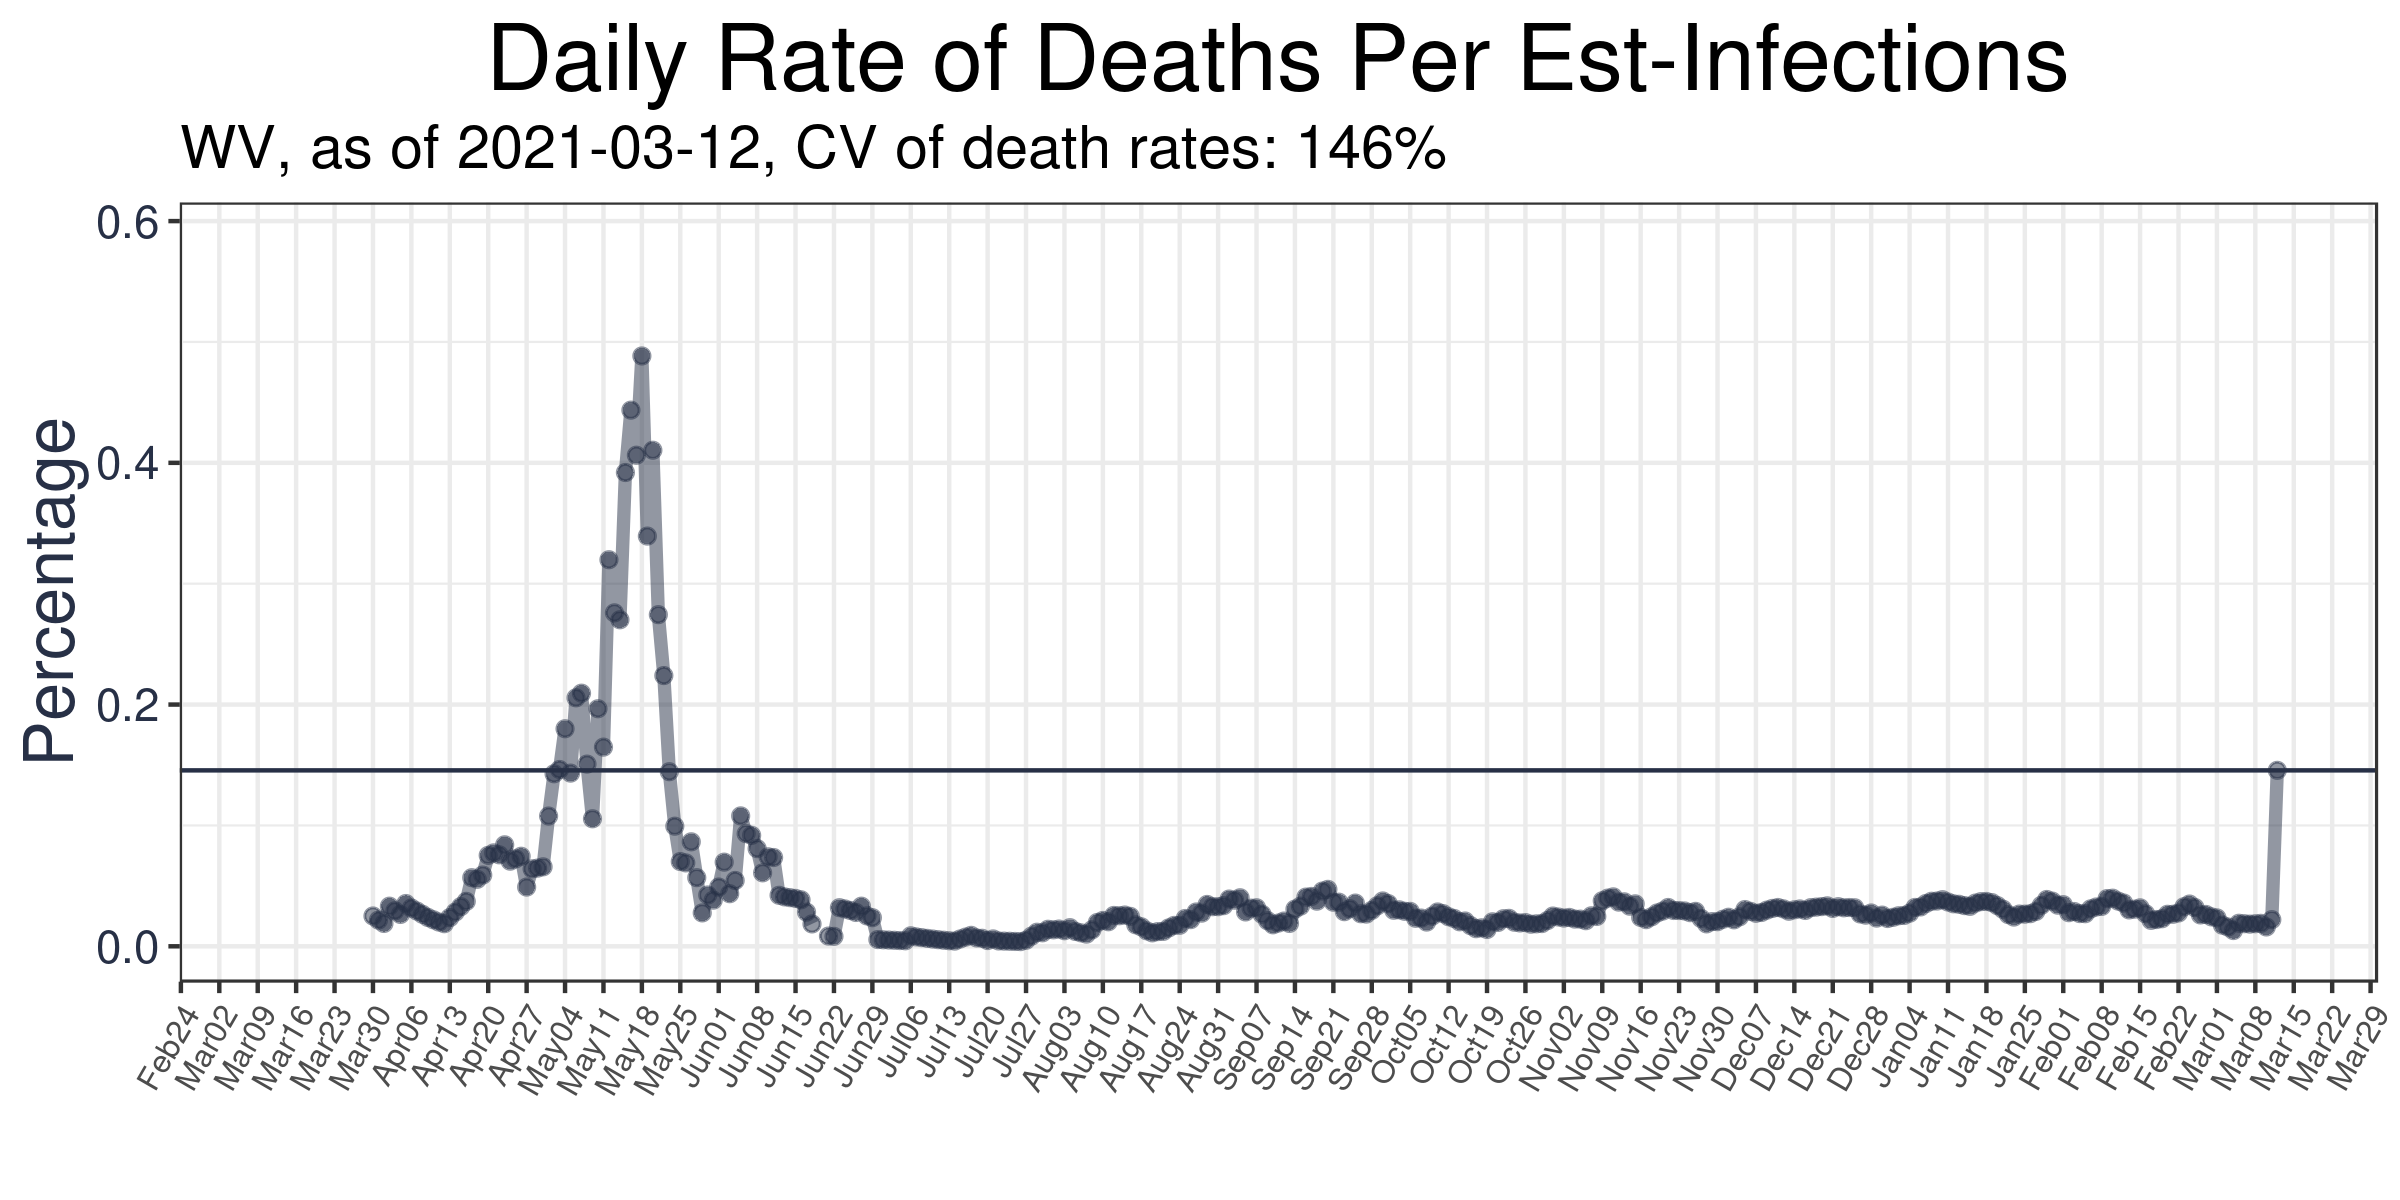 Daily Rate of Deaths Per Est-Infections
WV, as of 2021-03-12, CV of death rates: 146%
Percentage
0.6
0.4
0.2
0.0
Feb24
Mar02
Mar09
Mar16
Mar23
Mar30
Apr06
Apr13
Apr20
Apr27
May04
May11
May18
May25
Jun01
Jun08
Jun15
Jun22
Jun29
Jul06
Jul13
Jul20
Jul27
Aug03
Aug10
Aug17
Aug24
Aug31
Sep07
Sep14
Sep21
Sep28
Oct05
Oct12
Oct19
Oct26
Nov02
Nov09
Nov16
Nov23
Nov30
Dec07
Dec14
Dec21
Dec28
Jan04
Jan11
Jan18
Jan25
Feb01
Feb08
Feb15
Feb22
Mar01
Mar08
Mar15
Mar22
Mar29